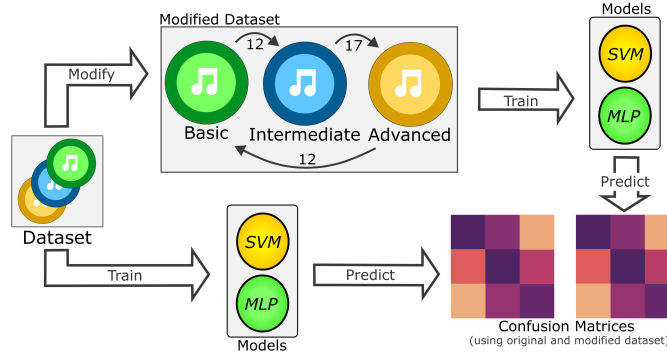 Modified Dataset
Models
12
17
SVM
Modify
Train
MLP
Basic
Intermediate
Advanced
12
Predict
Dataset
SVM
Train
Predict
MLP
Models
Confusion Matrices
(using original and modified dataset)